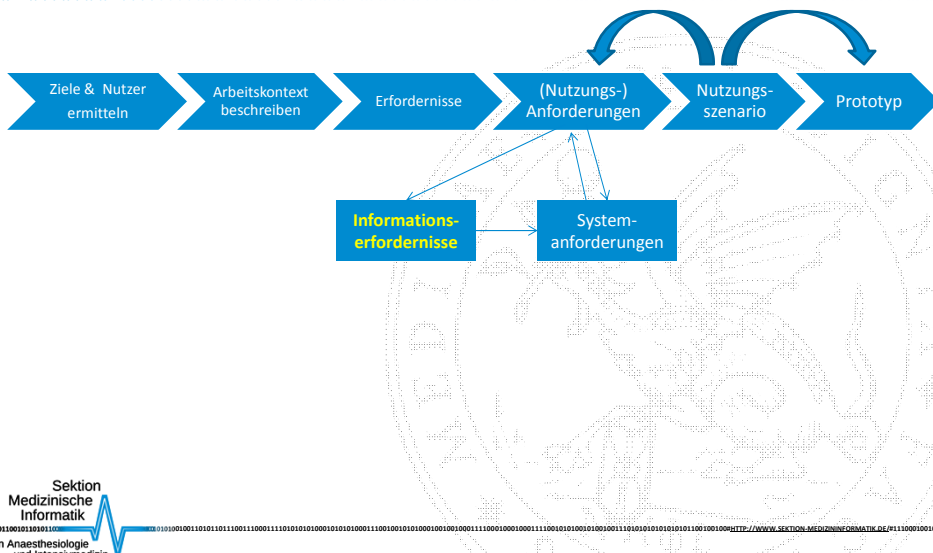 Ziele & Nutzer
ermitteln
Arbeitskontext
beschreiben
Erfordernisse
(Nutzungs-)
Anforderungen
Nutzungs-
szenario
Prototyp
Informations-
erfordernisse
System-
anforderungen
Sektion
Medizinische
Informatik
HTTP://WWW.SEKTION-MEDIZININFORMATIK.DE/
n Anaesthesiologie